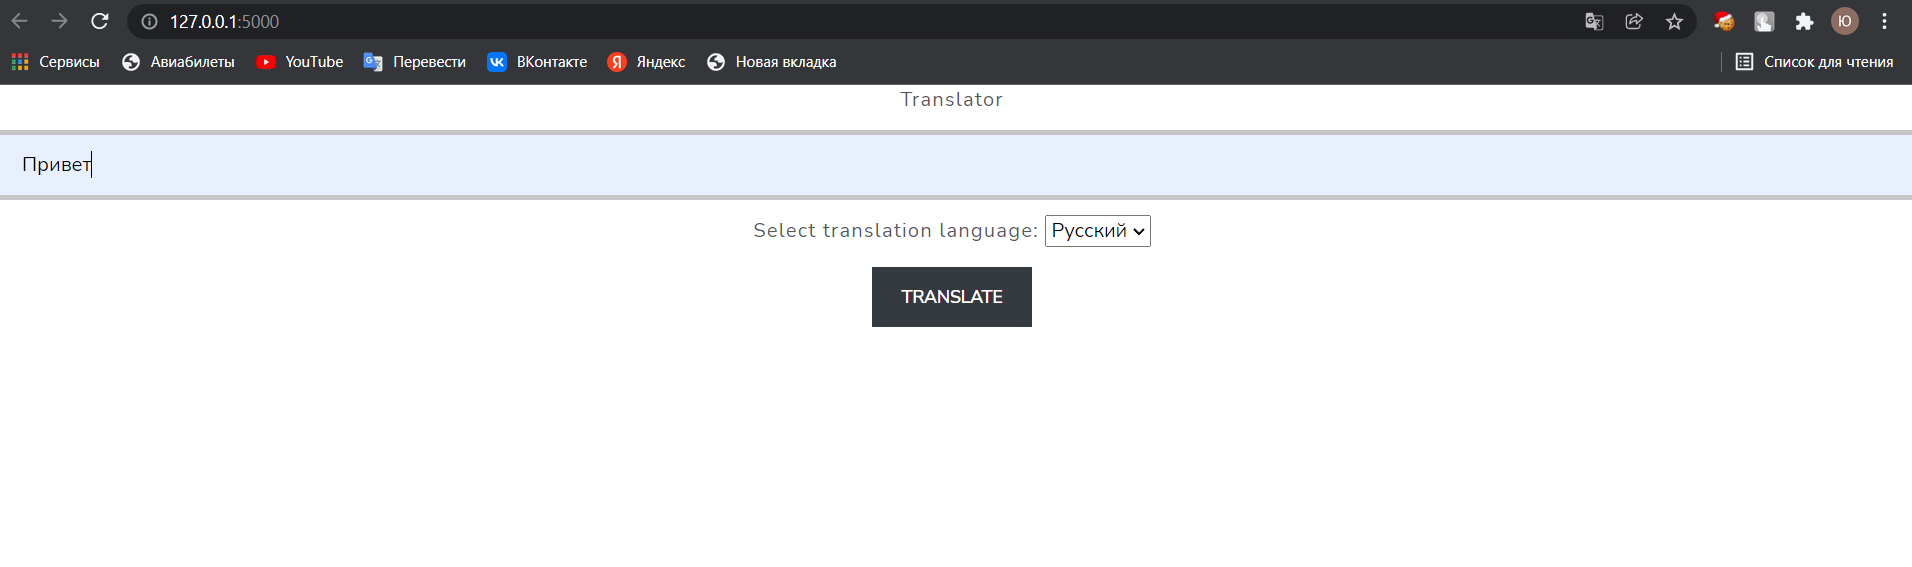 127.0.0.1:5000
Ю
Сервисы Авиабилеты YouTube Перевести ВКонтакте Яндекс Новая вкладка Список для чтения
Translator
Привет
Select translation language: Русский
TRANSLATE